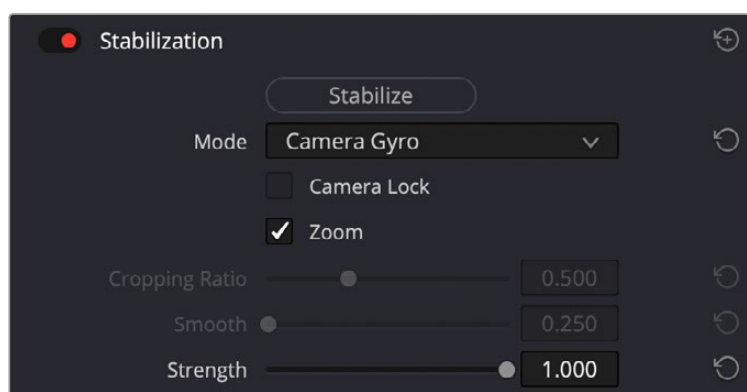 Stabilization
Stabilize
Mode Camera Gyro
Camera Lock
Zoom
Cropping Ratio 0.500
Smooth 0.250
Strength 1.000